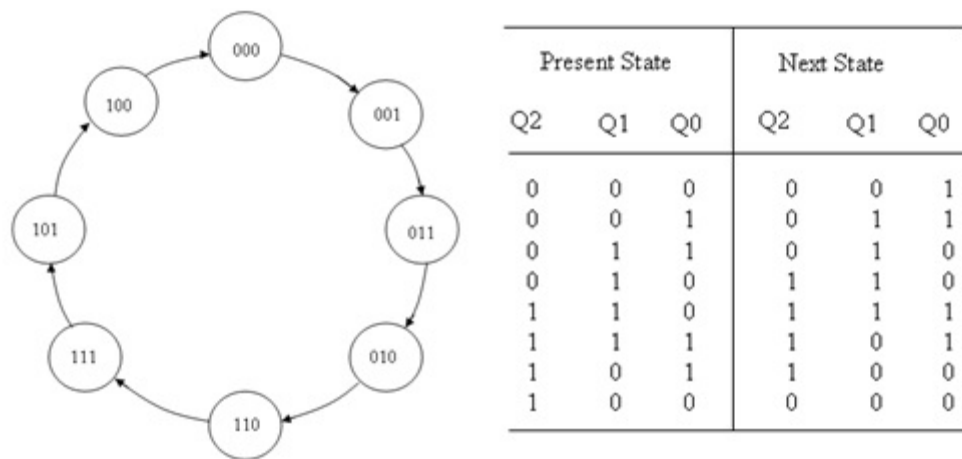 000
001
011
010
110
111
101
100
Present State Next State
Q2 Q1 Q0 Q2 Q1 Q0
0 0 0 0 0 1
0 0 1 0 1 1
0 1 1 0 1 0
0 1 0 1 1 0
1 1 0 1 1 1
1 1 1 1 0 1
1 0 1 1 0 0
1 0 0 0 0 0